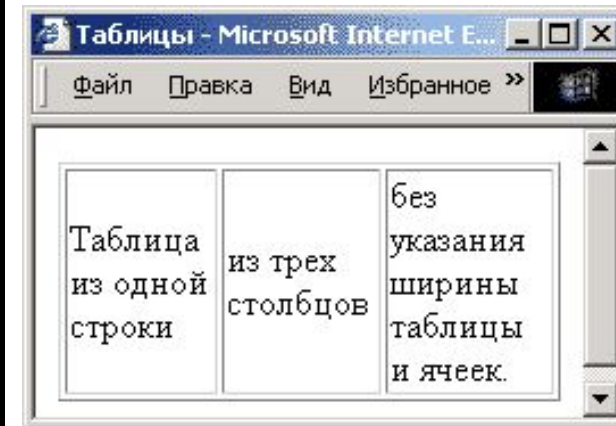 Таблицы - Microsoft Internet E...
Файл Правка Вид Избранное »
Таблица
из одной
строки
из трех
столбцов
без
указания
ширины
таблицы
и ячеек.